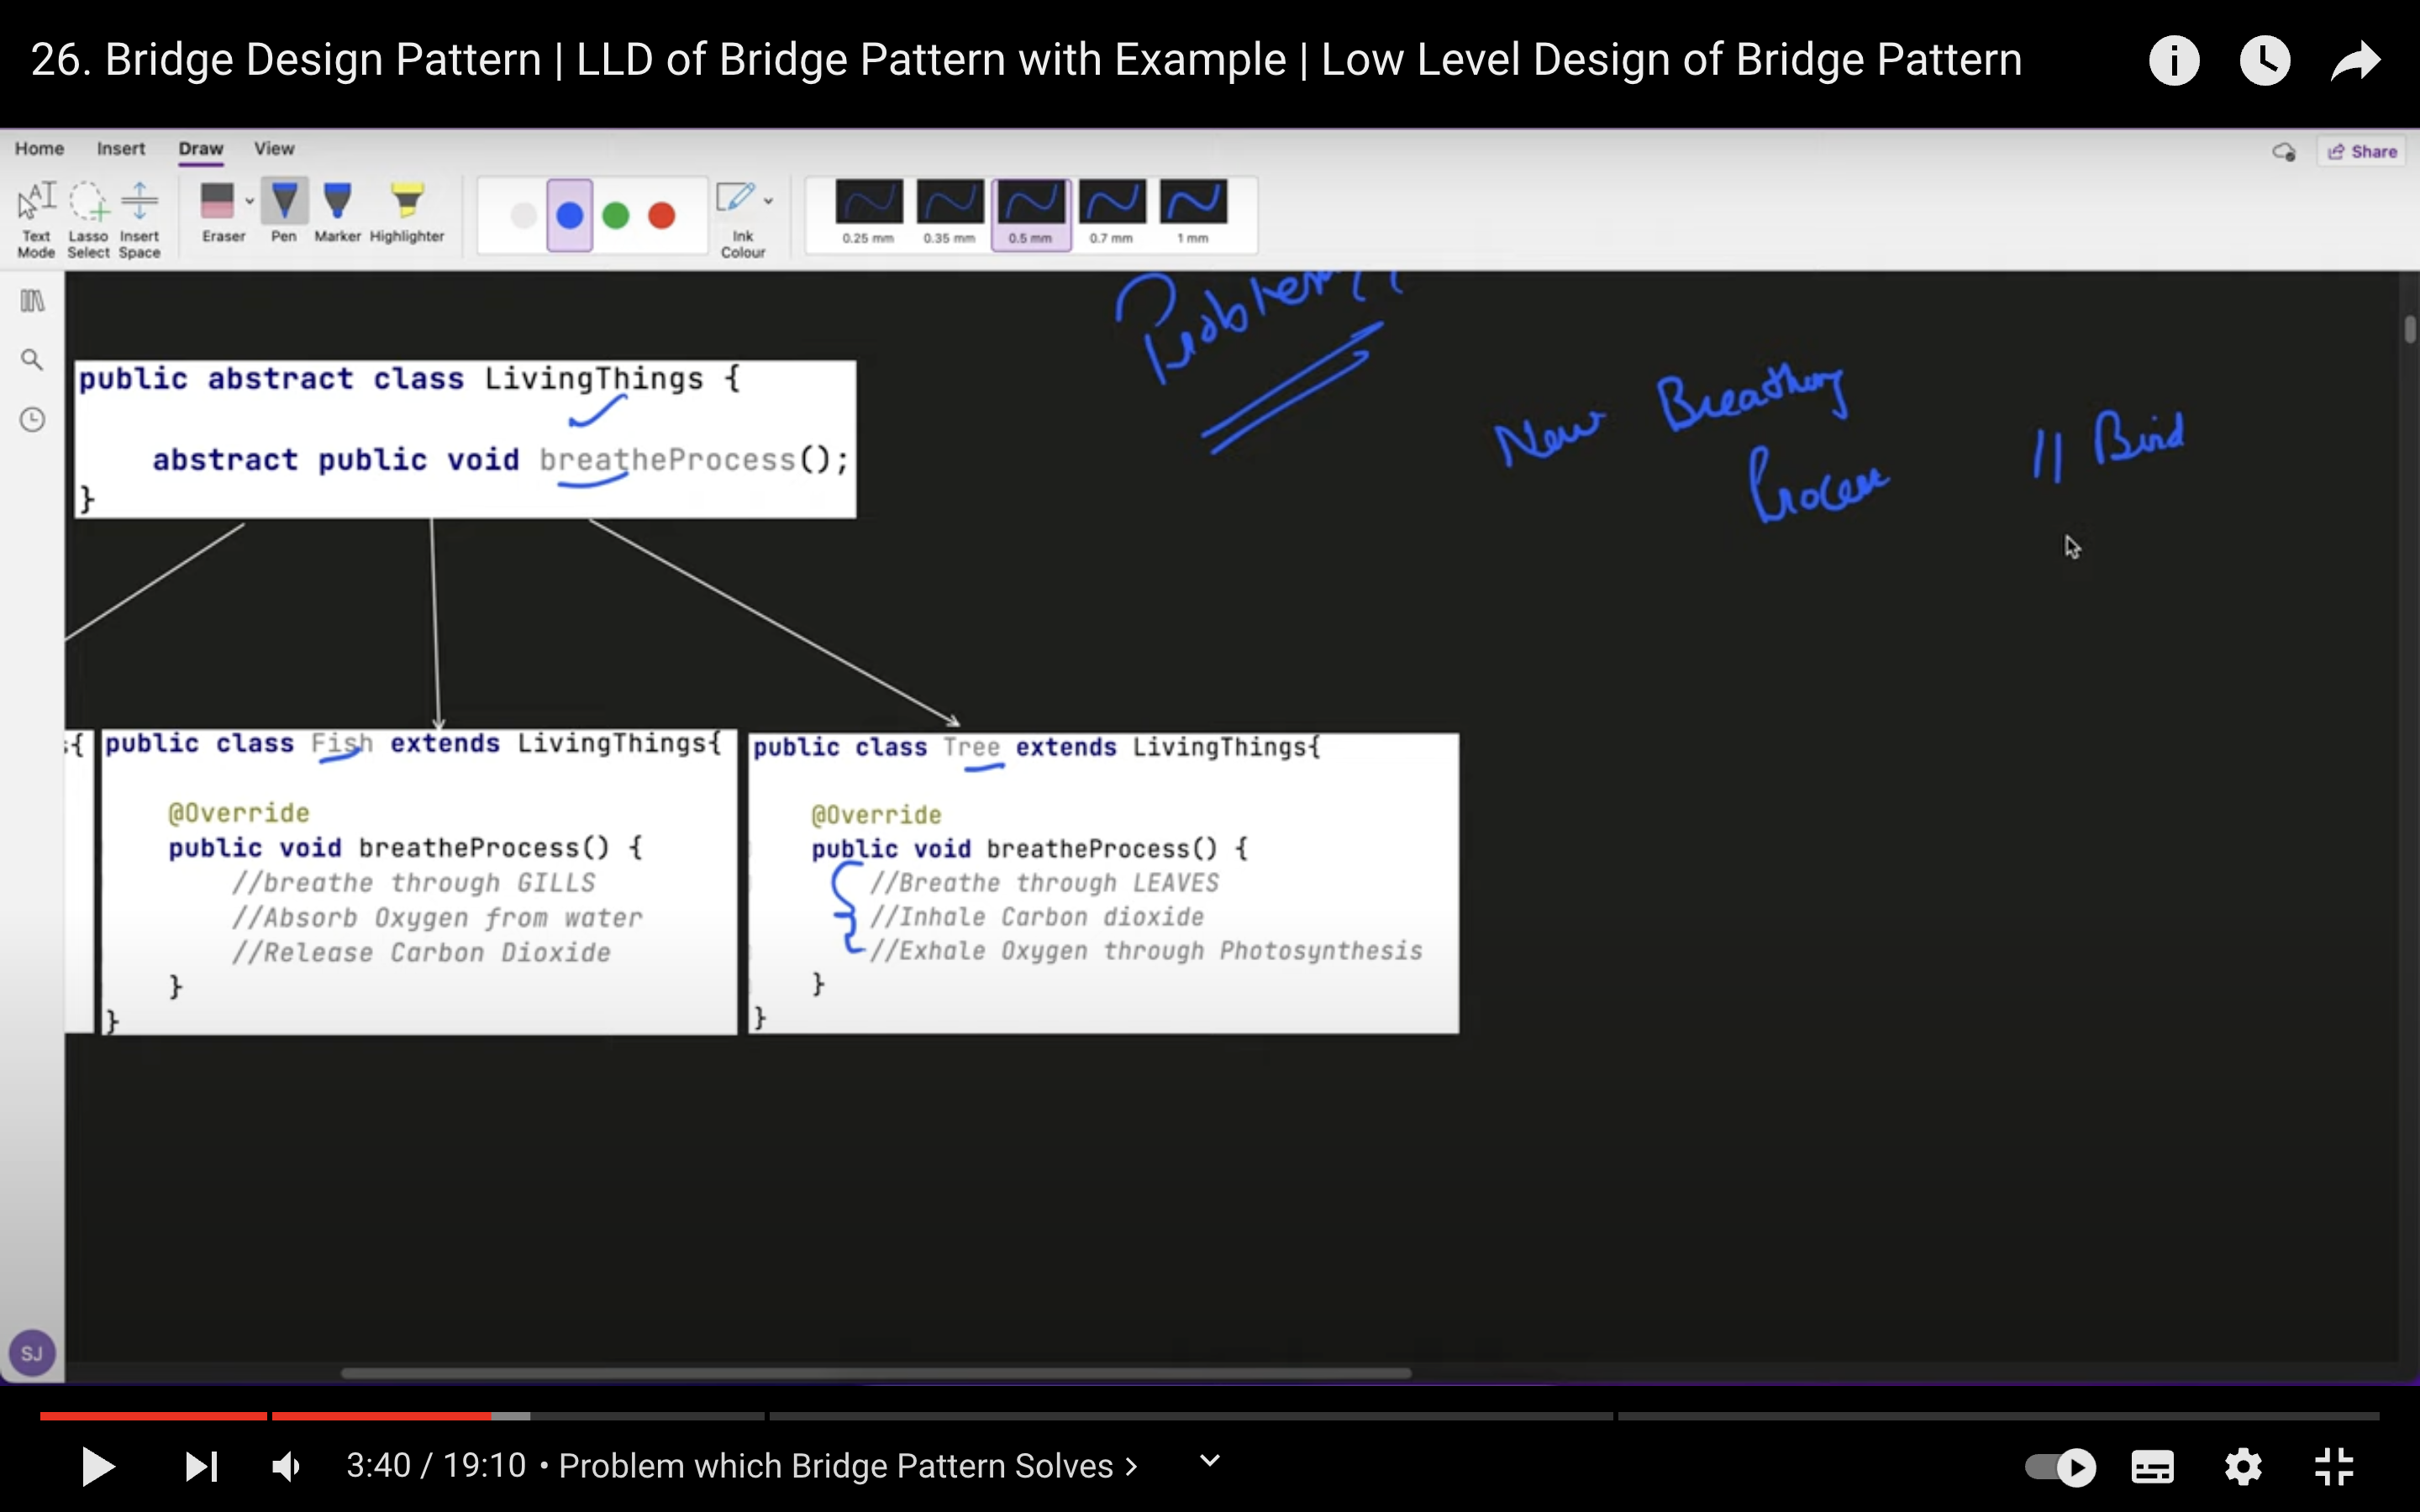 26. Bridge Design Pattern | LLD of Bridge Pattern with Example | Low Level Design of Bridge Pattern
Home Insert Draw View
Share
Text Mode
Lasso Select
Insert Space
Eraser
Pen
Marker
Highlighter
Ink Colour
0.25 mm
0.35 mm
0.5 mm
0.7 mm
1 mm
Problem
public abstract class LivingThings {
abstract public void breatheProcess();
}
New Breathing
Process
// Bird
{
public class Fish extends LivingThings{
@Override
public void breatheProcess() {
//breathe through GILLS
//Absorb Oxygen from water
//Release Carbon Dioxide
}
}
public class Tree extends LivingThings{
@Override
public void breatheProcess() {
//Breathe through LEAVES
//Inhale Carbon dioxide
//Exhale Oxygen through Photosynthesis
}
}
SJ
3:40 / 19:10 • Problem which Bridge Pattern Solves >